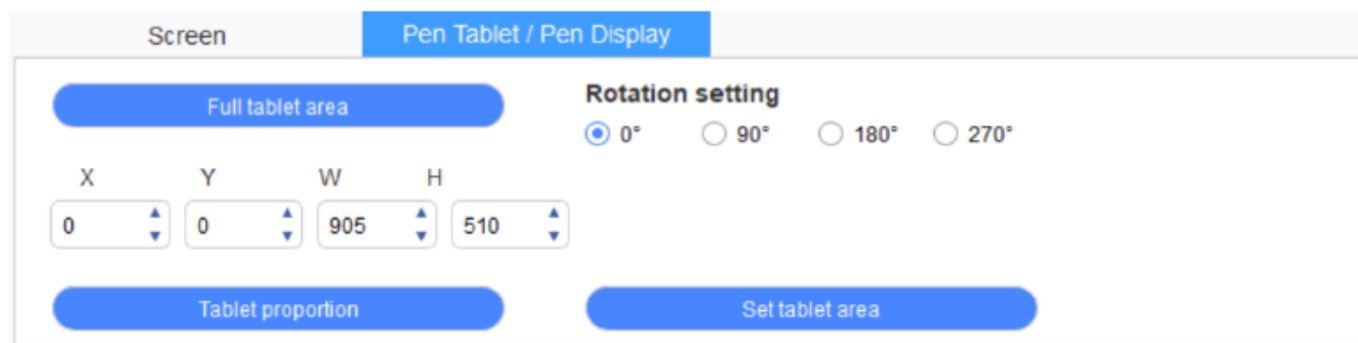 Screen Pen Tablet / Pen Display
Full tablet area
Rotation setting
0° 90° 180° 270°
X Y W H
0 0 905 510
Tablet proportion Set tablet area